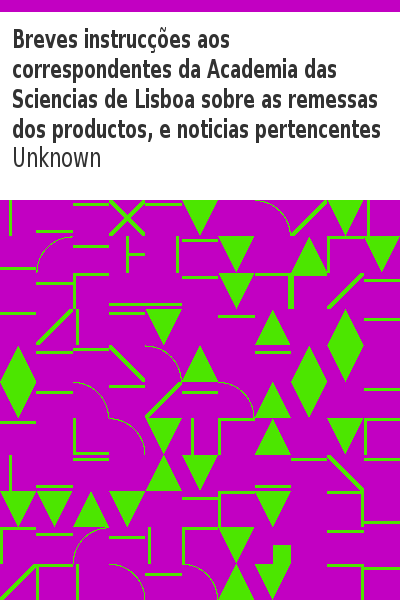 Breves instrucções aos
correspondentes da Academia das
Sciencias de Lisboa sobre as remessas
dos productos, e noticias pertencentes
Unknown